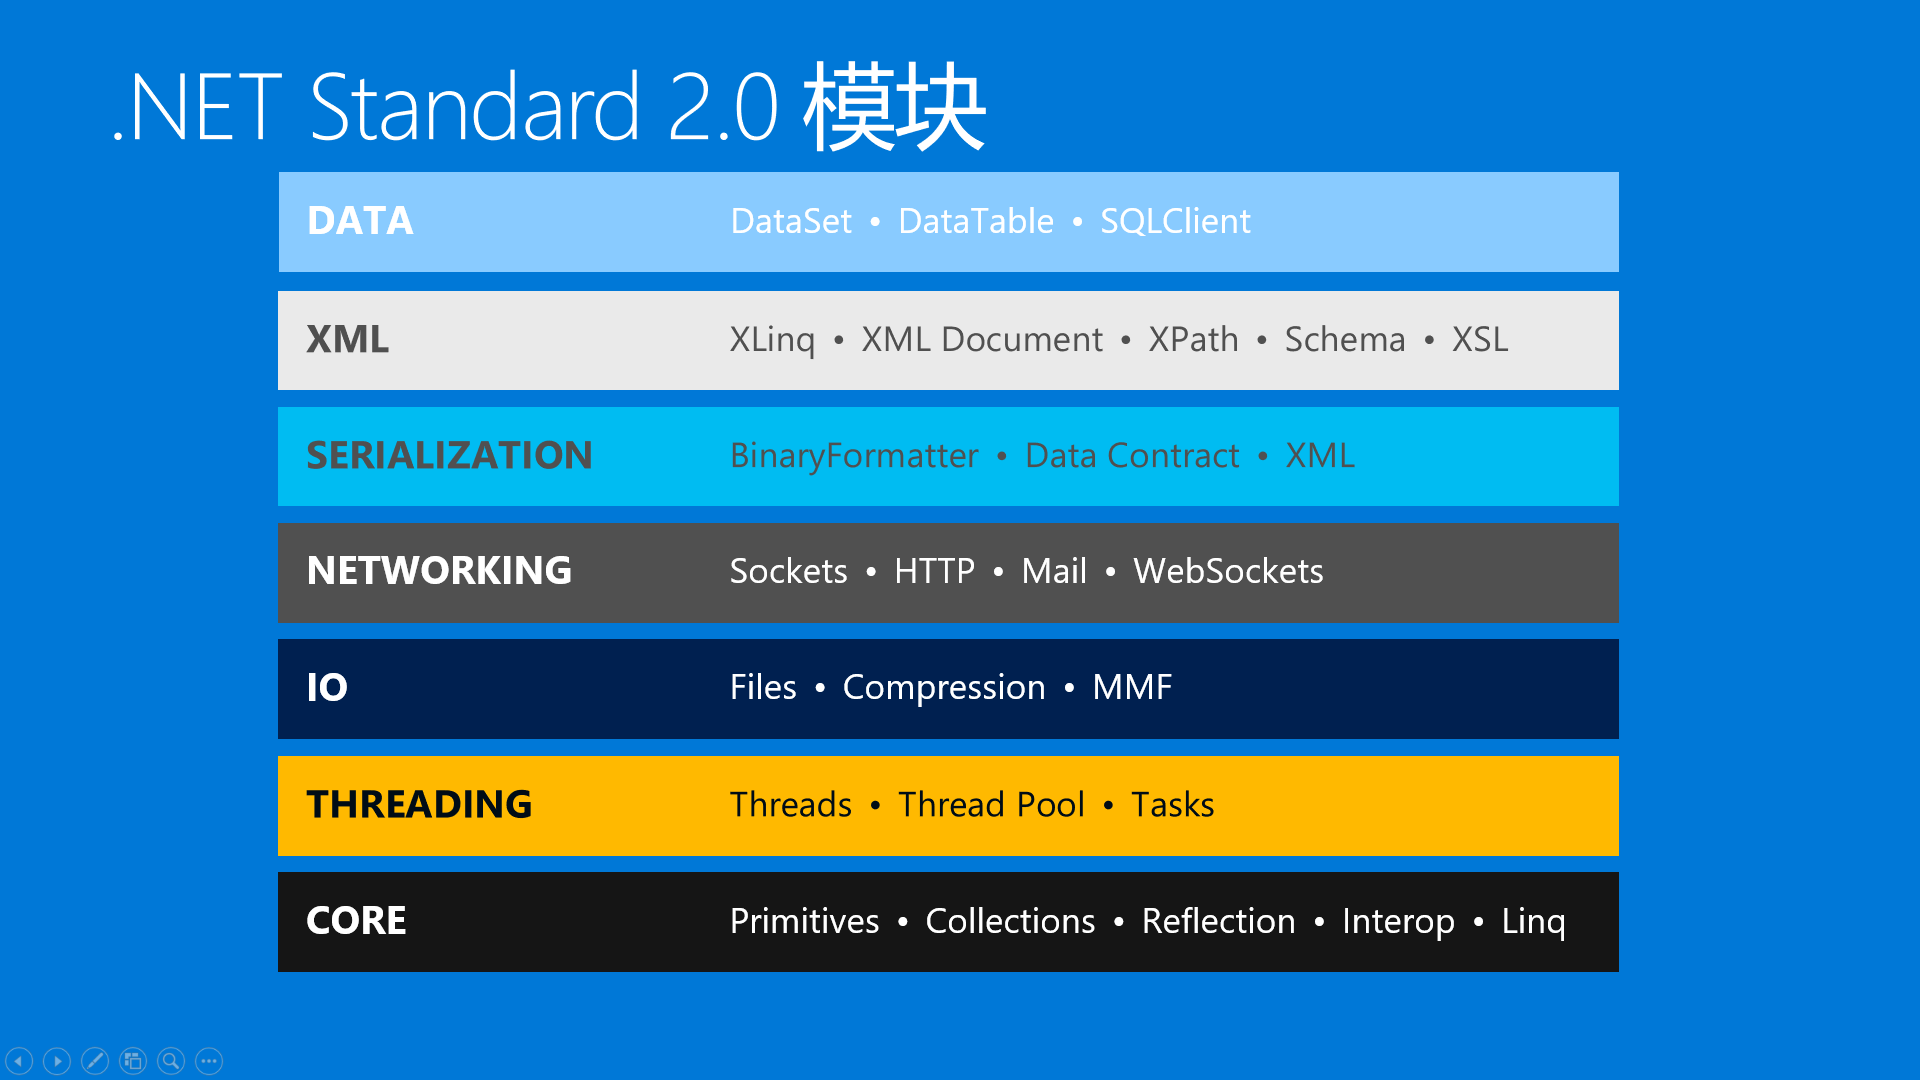 .NET Standard 2.0 模块
DATA DataSet • DataTable • SQLClient
XML XLinq • XML Document • XPath • Schema • XSL
SERIALIZATION BinaryFormatter • Data Contract • XML
NETWORKING Sockets • HTTP • Mail • WebSockets
IO Files • Compression • MMF
THREADING Threads • Thread Pool • Tasks
CORE Primitives • Collections • Reflection • Interop • Linq